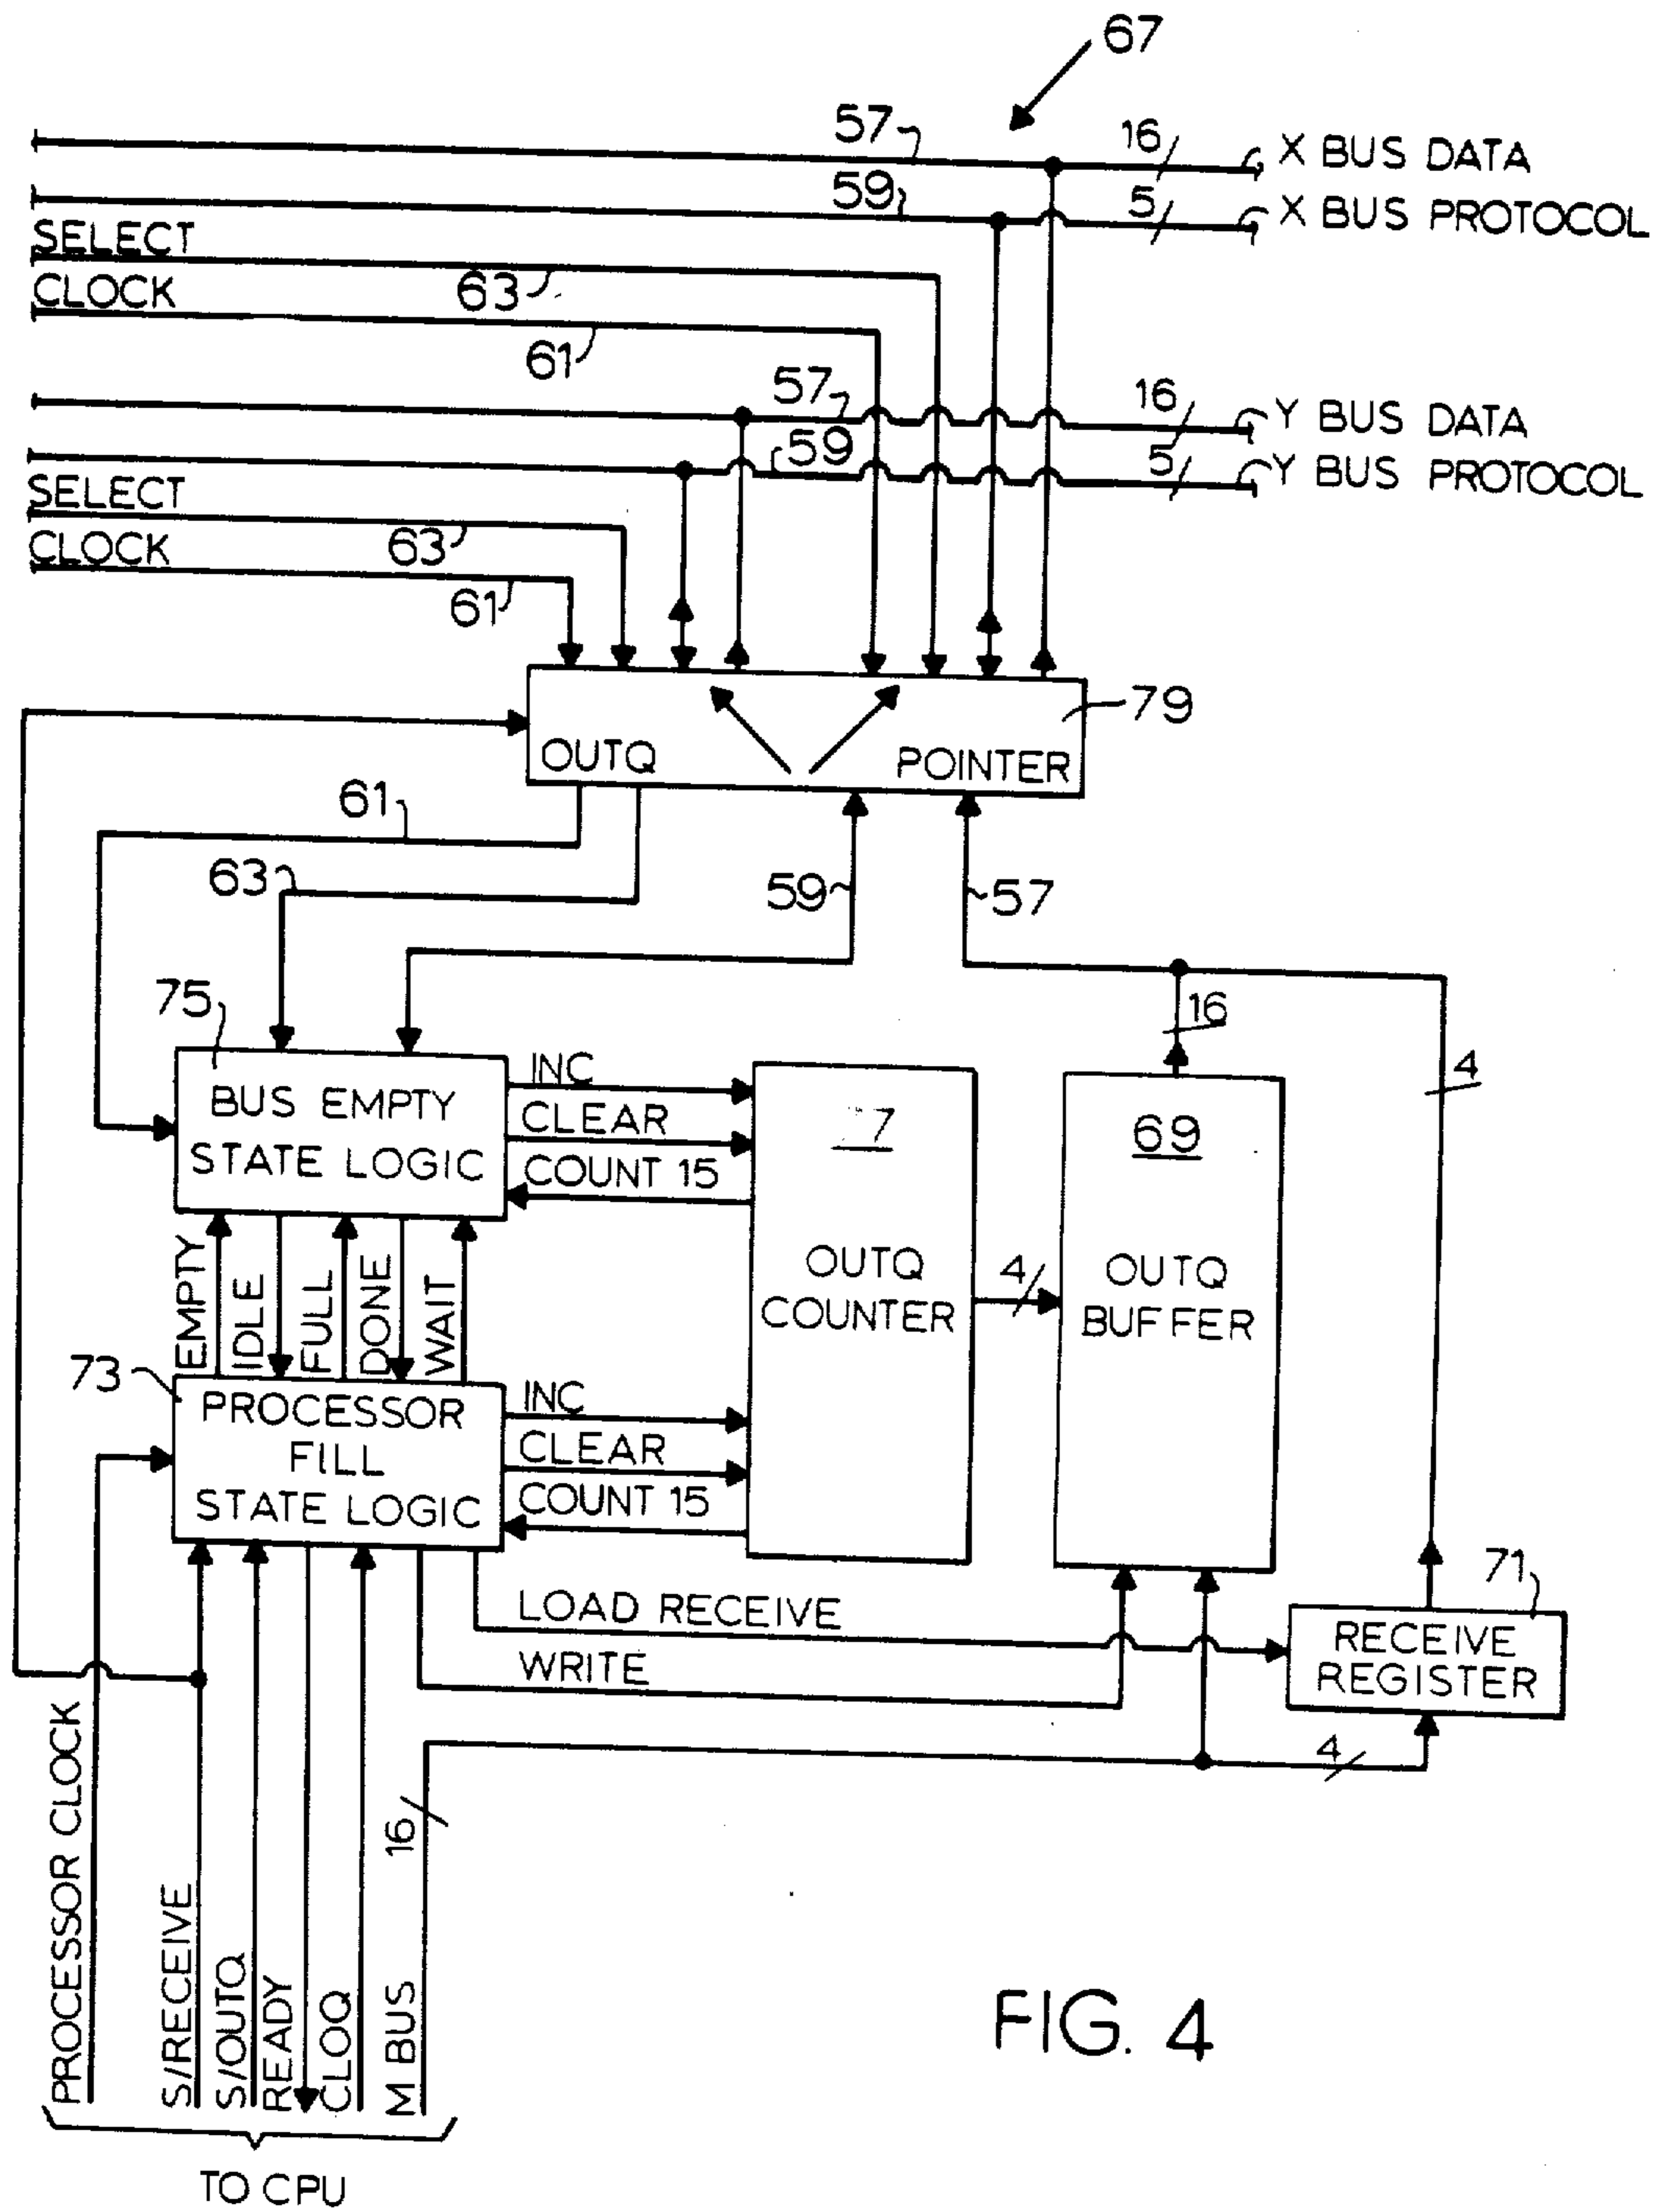 67
57
16
X BUS DATA
59
5
X BUS PROTOCOL
SELECT
63
CLOCK
61
57
16
Y BUS DATA
59
5
Y BUS PROTOCOL
SELECT
63
CLOCK
61
79
OUTQ
POINTER
61
63
59
57
75
16
4
BUS EMPTY
STATE LOGIC
INC
CLEAR
COUNT 15
7
69
OUTQ
COUNTER
4
OUTQ
BUFFER
EMPTY
IDLE
FULL
DONE
WAIT
73
PROCESSOR
FILL
STATE LOGIC
INC
CLEAR
COUNT 15
71
LOAD RECEIVE
RECEIVE
REGISTER
WRITE
4
16
PROCESSOR CLOCK
S/RECEIVE
S/OUTQ
READY
CLOQ
M BUS
TO CPU
FIG. 4